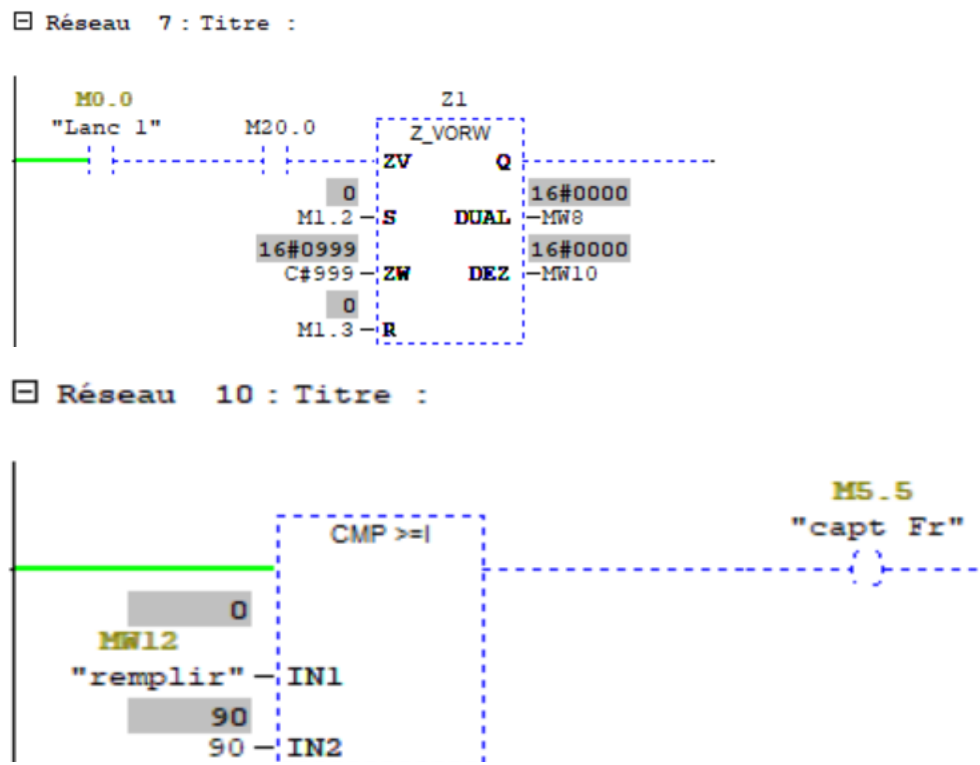 Réseau 7 : Titre :
M0.0 Z1
"Lanc 1" M20.0 Z_VORW
ZV Q
0 16#0000
M1.2 S DUAL MW8
16#0999 16#0000
C#999 ZW DEZ MW10
0
M1.3 R
Réseau 10 : Titre :
M5.5
CMP >=I "capt Fr"
0
MW12
"remplir" IN1
90
90 IN2